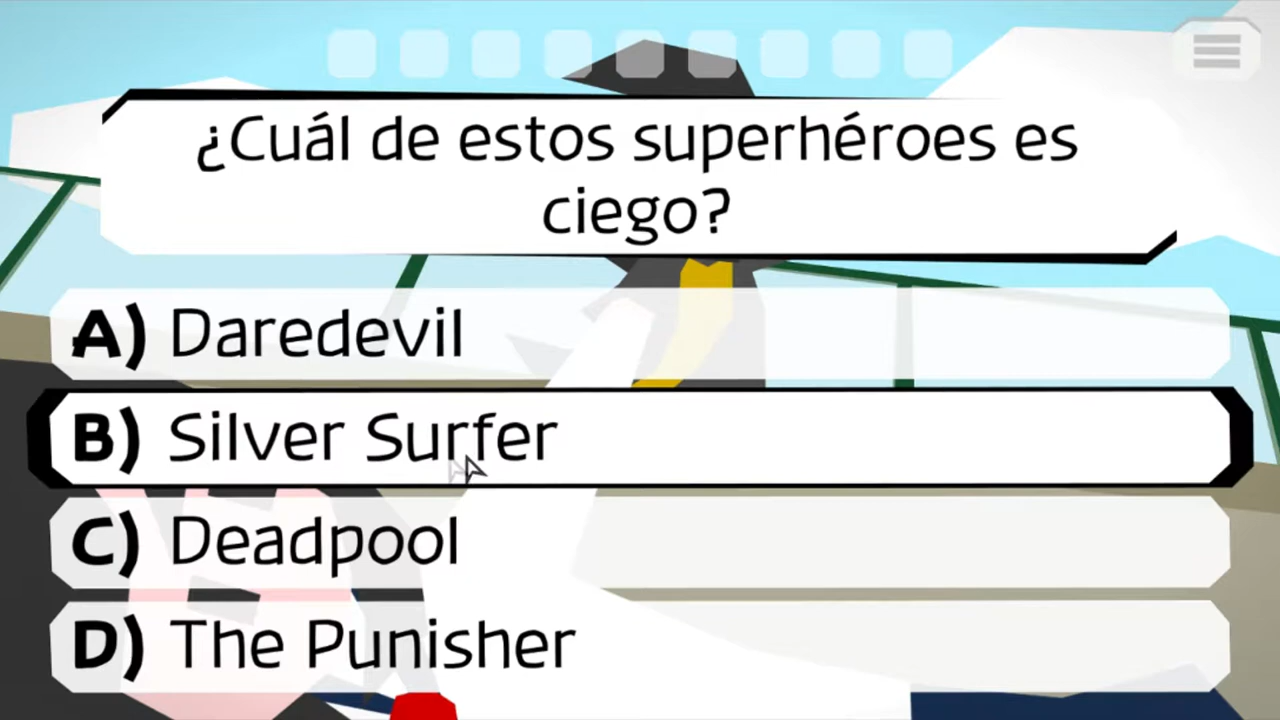 ¿Cuál de estos superhéroes es
ciego?
A) Daredevil
B) Silver Surfer
C) Deadpool
D) The Punisher